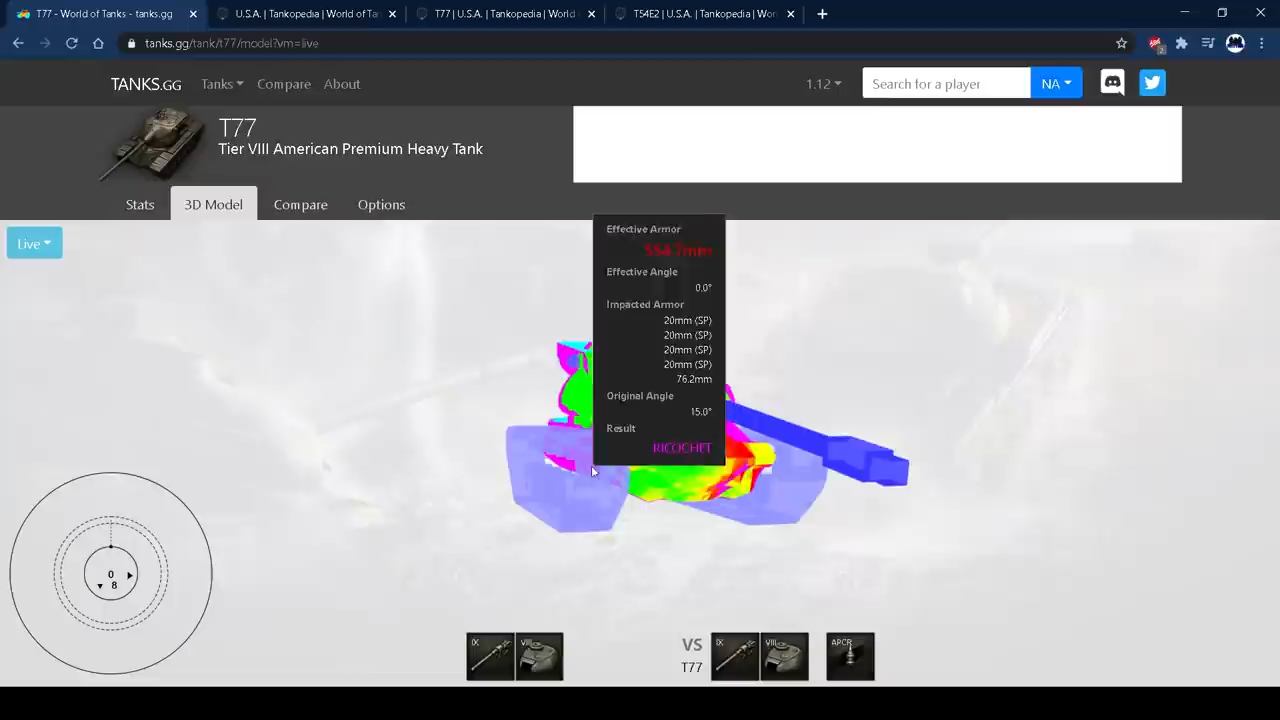 T77 - World of Tanks - tanks.gg
U.S.A. | Tankopedia | World of Tan
T77 | U.S.A. | Tankopedia | World
T54E2 | U.S.A. | Tankopedia | Wor
tanks.gg/tank/t77/model?vm=live
2
TANKS.GG
Tanks
Compare
About
1.12
Search for a player
NA
T77
Tier VIII American Premium Heavy Tank
Stats
3D Model
Compare
Options
Live
Effective Armor
554.7mm
Effective Angle
0.0°
Impacted Armor
20mm (SP)
20mm (SP)
20mm (SP)
20mm (SP)
76.2mm
Original Angle
15.0°
Result
RICOCHET
0
8
IX
VIII
VS
T77
IX
VIII
APCR